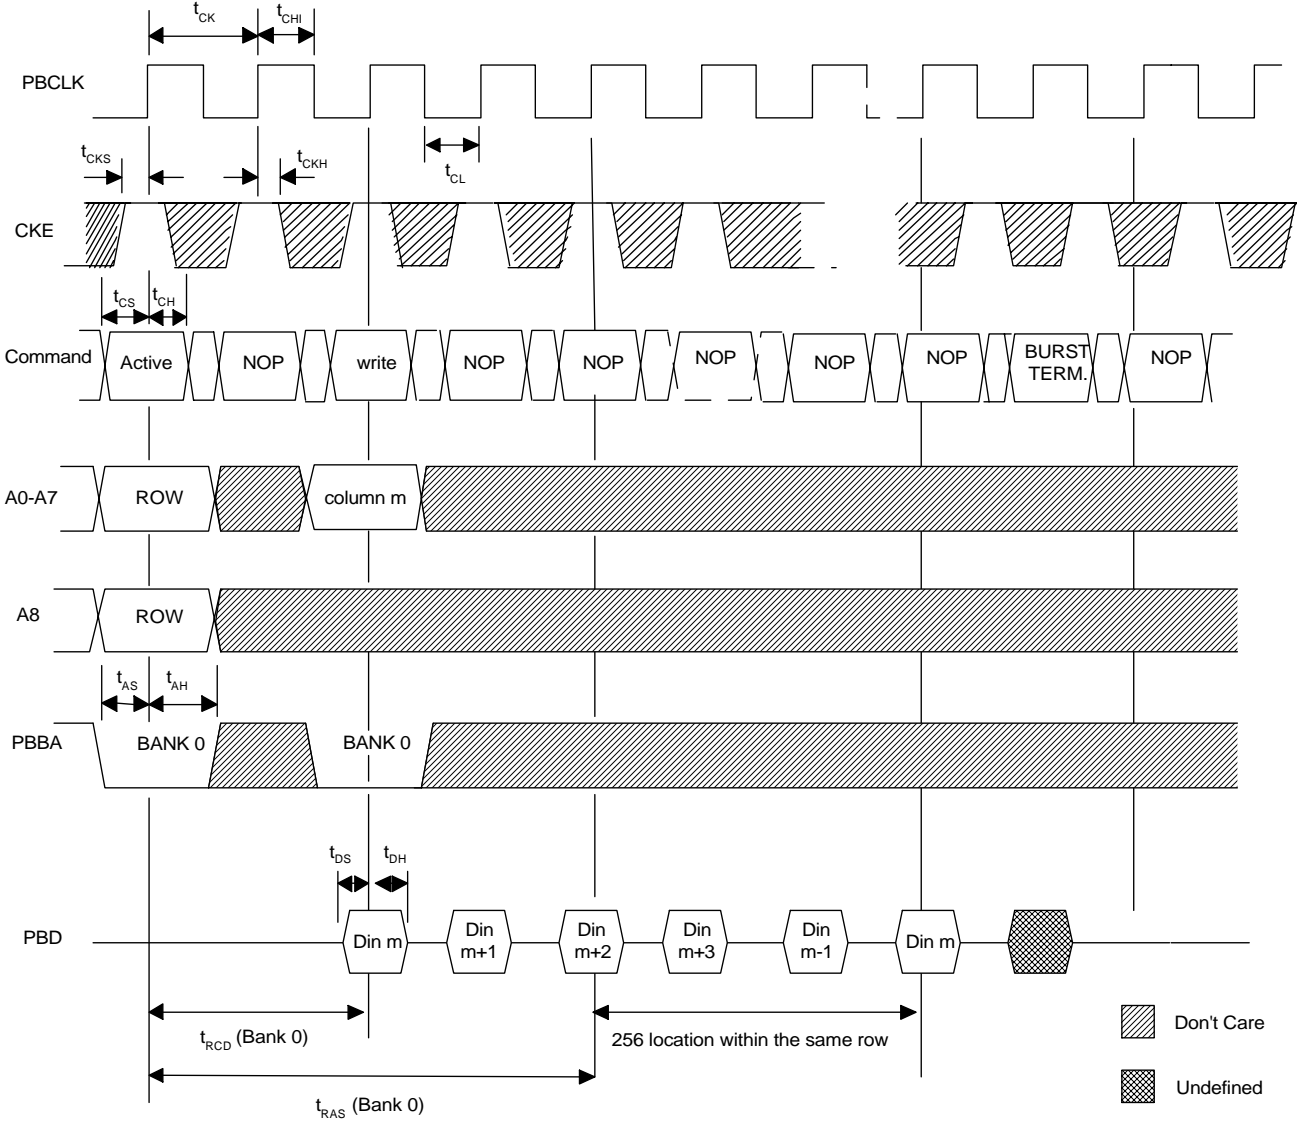 tCK tCHI
PBCLK
tCKS tCKH tCL
CKE
tCS tCH
Command Active NOP write NOP NOP NOP NOP NOP BURST TERM. NOP
A0-A7 ROW column m
A8 ROW
tAS tAH
PBBA BANK 0 BANK 0
tDS tDH
PBD Din m Din m+1 Din m+2 Din m+3 Din m-1 Din m
tRCD (Bank 0) 256 location within the same row
Don't Care
Undefined
tRAS (Bank 0)